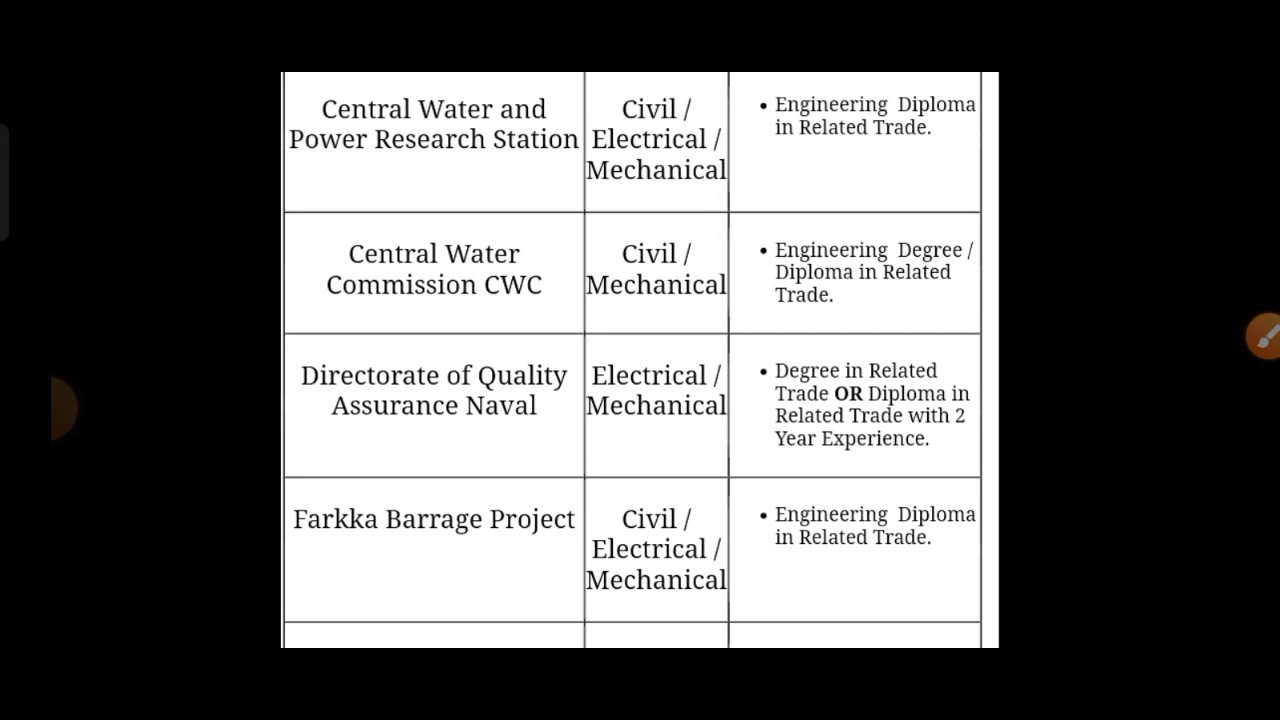 Central Water and
Power Research Station
Civil /
Electrical /
Mechanical
• Engineering Diploma
in Related Trade.
Central Water
Commission CWC
Civil /
Mechanical
• Engineering Degree /
Diploma in Related
Trade.
Directorate of Quality
Assurance Naval
Electrical /
Mechanical
• Degree in Related
Trade OR Diploma in
Related Trade with 2
Year Experience.
Farkka Barrage Project
Civil /
Electrical /
Mechanical
• Engineering Diploma
in Related Trade.